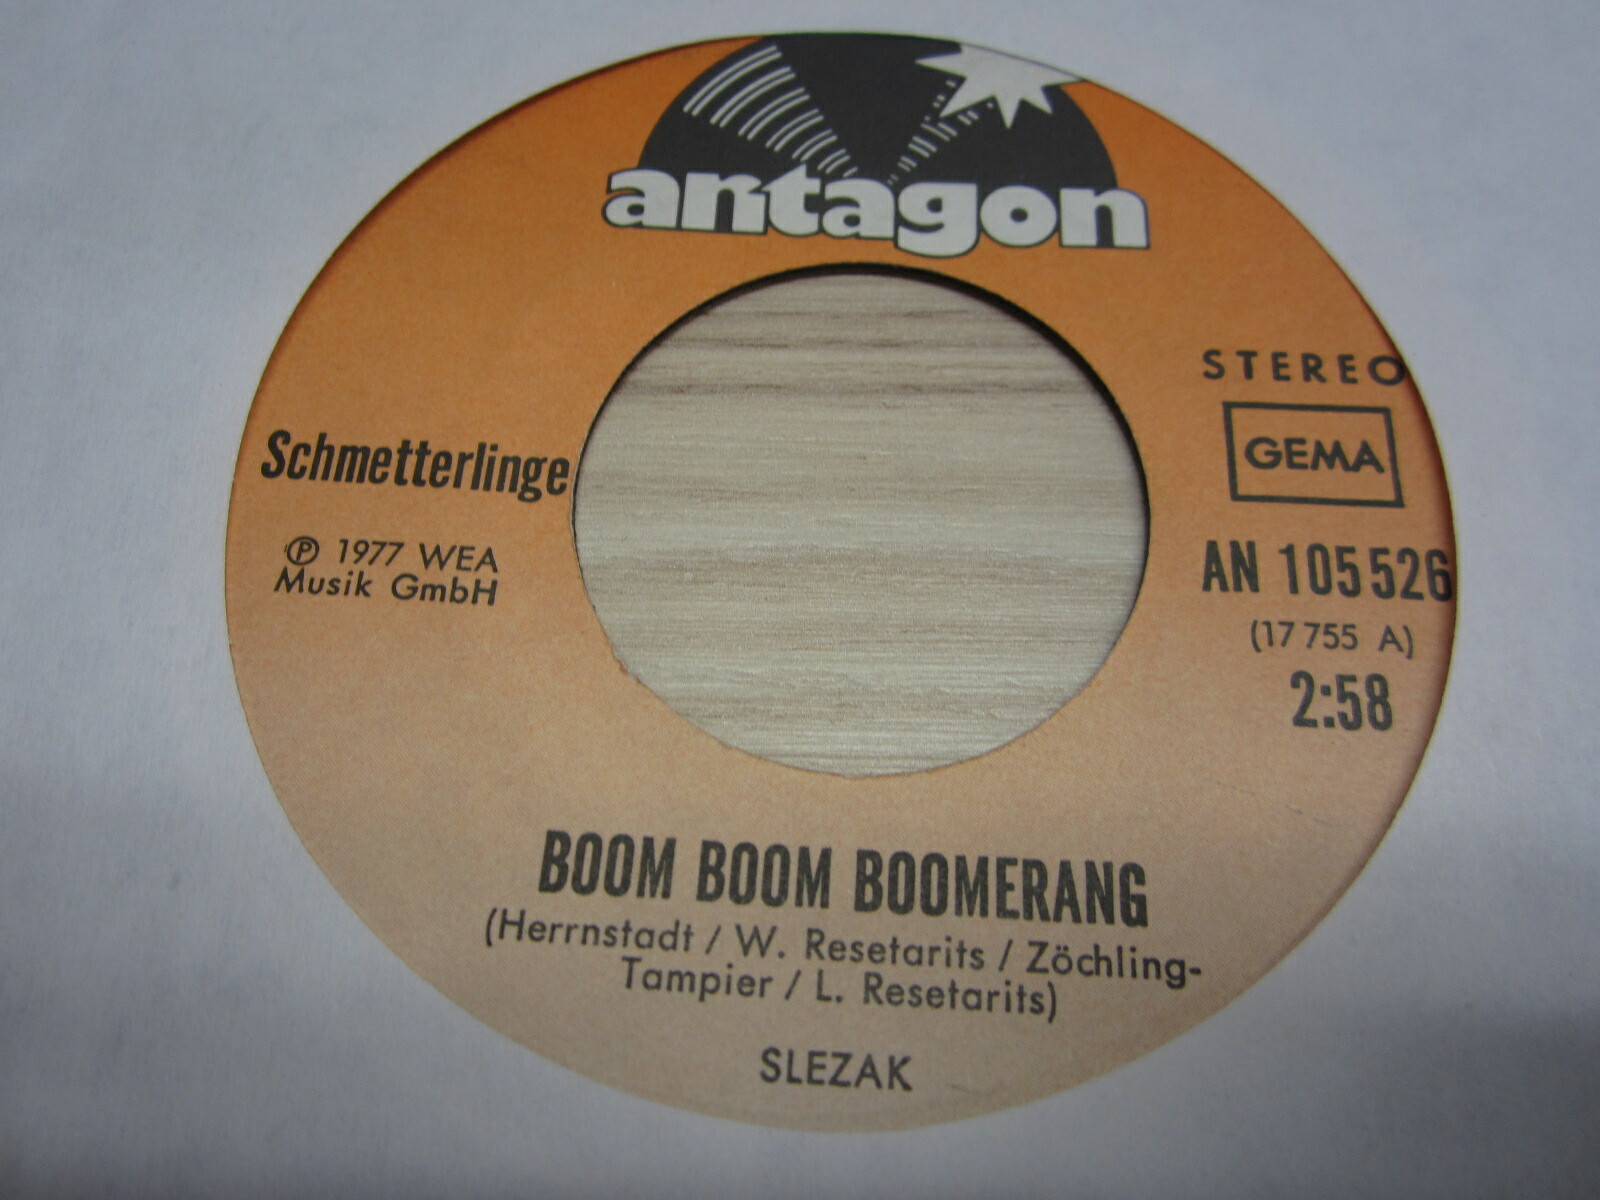 antagon
STEREO
GEMA
Schmetterlinge
℗ 1977 WEA
Musik GmbH
AN 105 526
(17 755 A)
2:58
BOOM BOOM BOOMERANG
(Herrnstadt / W. Resetarits / Zöchling-
Tampier / L. Resetarits)
SLEZAK